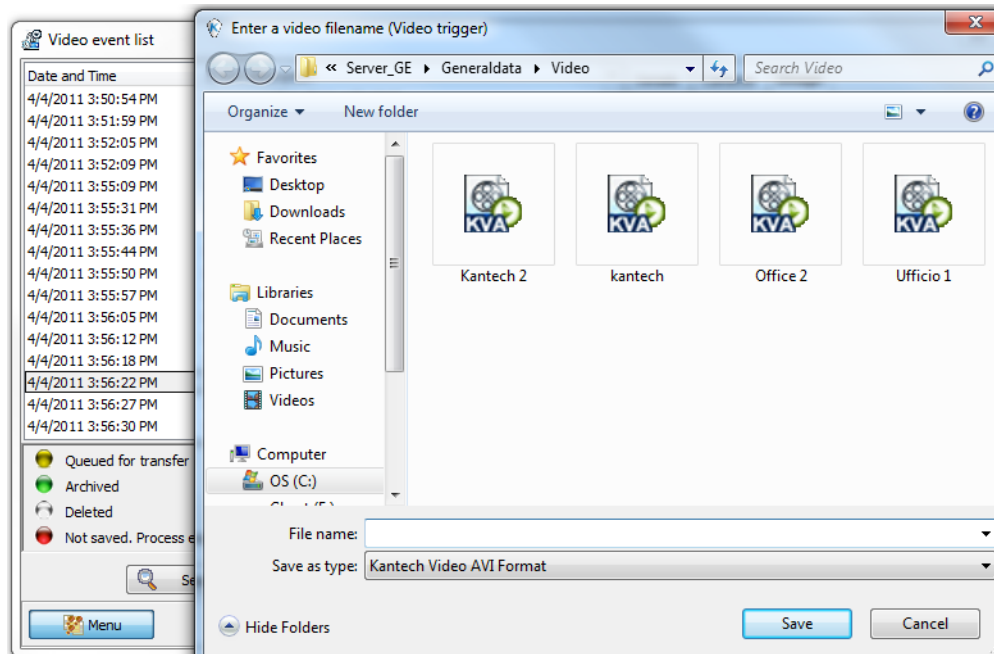 Video event list
Date and Time
4/4/2011 3:50:54 PM
4/4/2011 3:51:59 PM
4/4/2011 3:52:05 PM
4/4/2011 3:52:09 PM
4/4/2011 3:55:09 PM
4/4/2011 3:55:31 PM
4/4/2011 3:55:36 PM
4/4/2011 3:55:44 PM
4/4/2011 3:55:50 PM
4/4/2011 3:55:57 PM
4/4/2011 3:56:05 PM
4/4/2011 3:56:12 PM
4/4/2011 3:56:18 PM
4/4/2011 3:56:22 PM
4/4/2011 3:56:27 PM
4/4/2011 3:56:30 PM
Queued for transfer
Archived
Deleted
Not saved. Process e
Se
Menu
Enter a video filename (Video trigger)
« Server_GE ▸ Generaldata ▸ Video
Search Video
Organize
New folder
Favorites
Desktop
Downloads
Recent Places
Libraries
Documents
Music
Pictures
Videos
Computer
OS (C:)
KVA
KVA
KVA
KVA
Kantech 2
kantech
Office 2
Ufficio 1
File name:
Save as type: Kantech Video AVI Format
Hide Folders
Save
Cancel